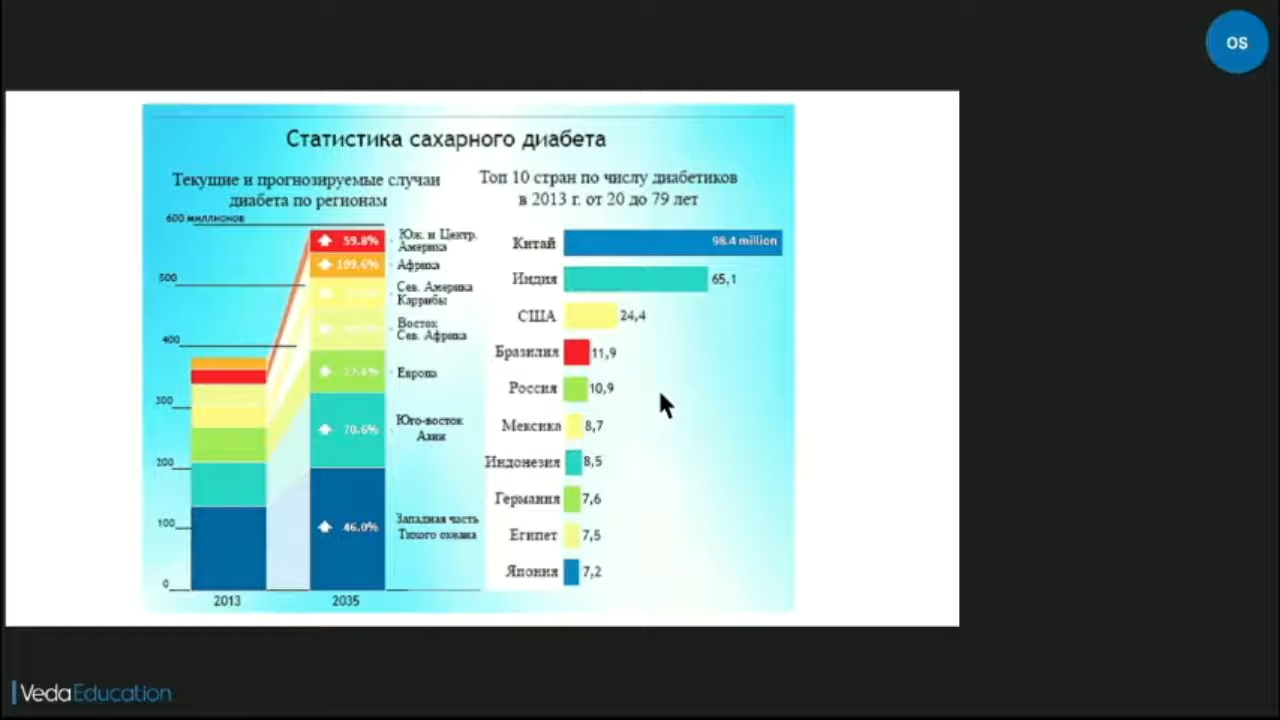 OS
Статистика сахарного диабета
Текущие и прогнозируемые случаи
диабета по регионам
600 миллионов
500
400
300
200
100
0
2013
2035
59.8%
109.6%
70.6%
46.0%
Юж. и Центр.
Америка
Африка
Сев. Америка
Каррибы
Восток
Сев. Африка
Европа
Юго-восток
Азии
Западная часть
Тихого океана
Топ 10 стран по числу диабетиков
в 2013 г. от 20 до 79 лет
Китай 98.4 million
Индия 65,1
США 24,4
Бразилия 11,9
Россия 10,9
Мексика 8,7
Индонезия 8,5
Германия 7,6
Египет 7,5
Япония 7,2
VedaEducation